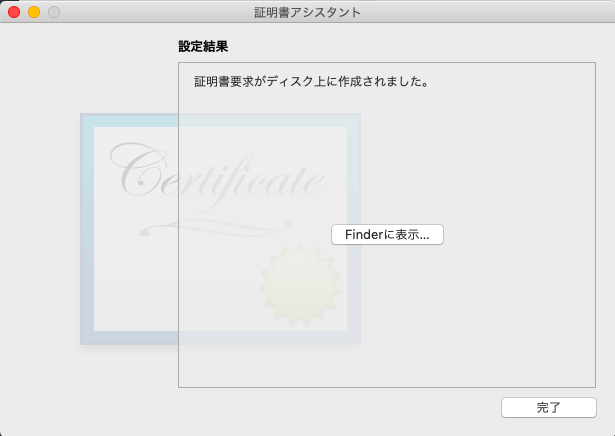 証明書アシスタント
設定結果
証明書要求がディスク上に作成されました。
Certificate
Finderに表示...
完了